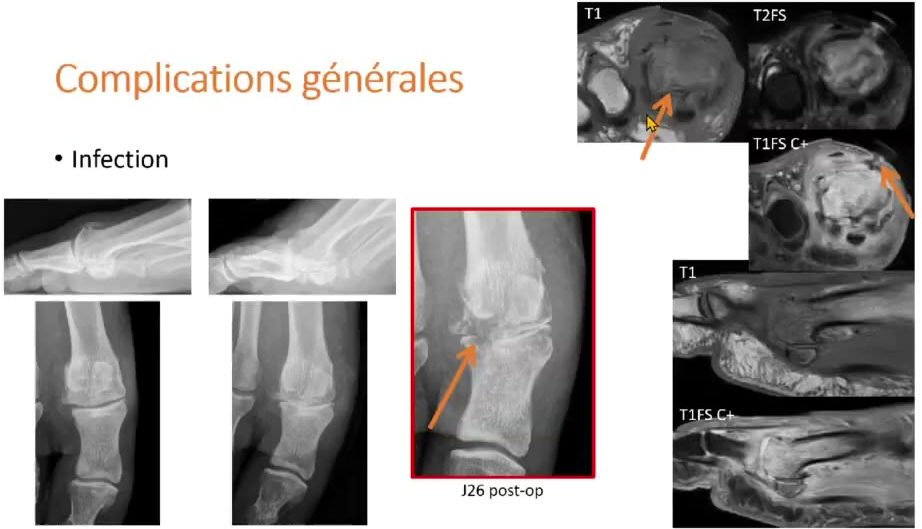 Complications générales
• Infection
T1
T2FS
T1FS C+
T1
T1FS C+
J26 post-op